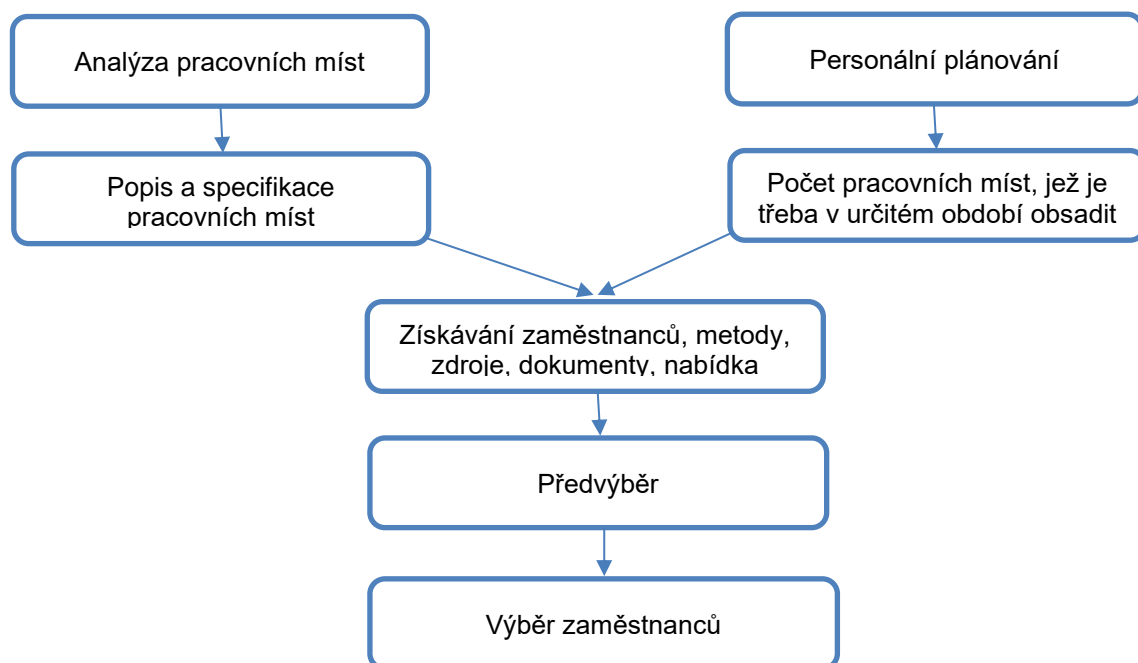 Analýza pracovních míst
Personální plánování
Popis a specifikace
pracovních míst
Počet pracovních míst, jež je
třeba v určitém období obsadit
Získávání zaměstnanců, metody,
zdroje, dokumenty, nabídka
Předvýběr
Výběr zaměstnanců